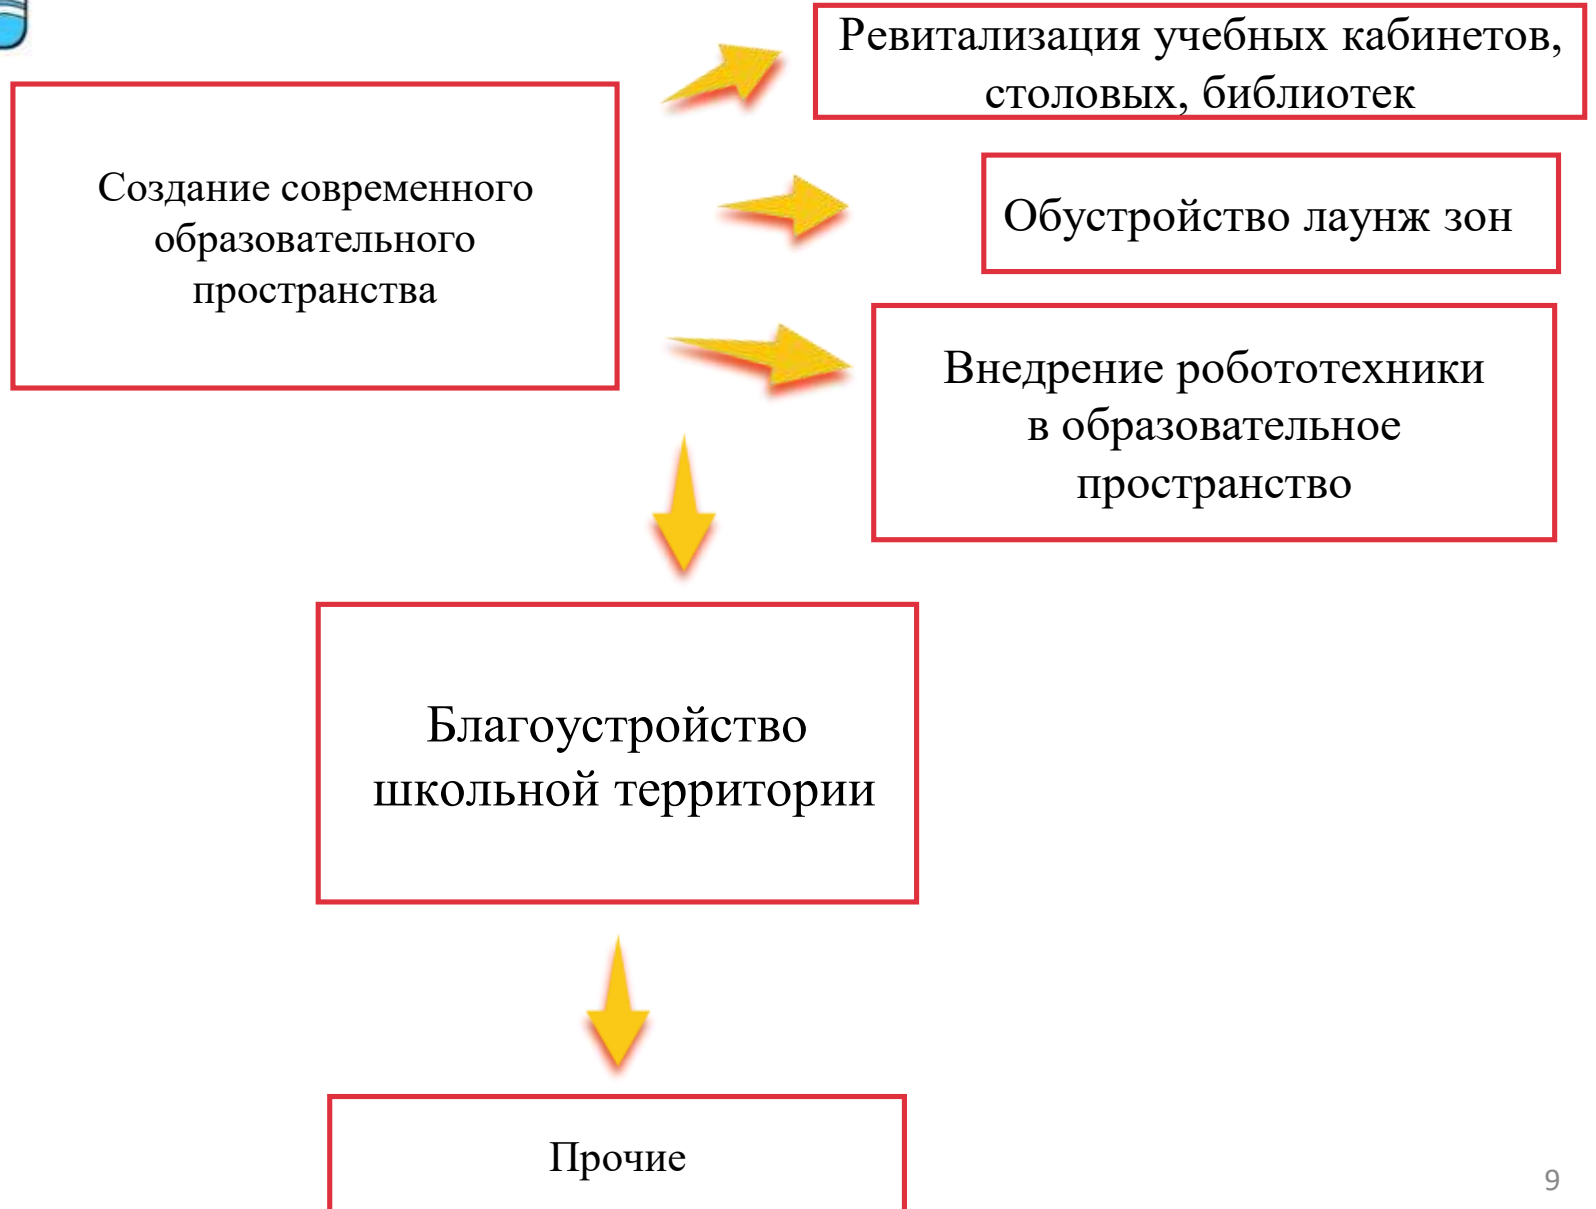 Создание современного
образовательного
пространства
Ревитализация учебных кабинетов,
столовых, библиотек
Обустройство лаунж зон
Внедрение робототехники
в образовательное
пространство
Благоустройство
школьной территории
Прочие
9